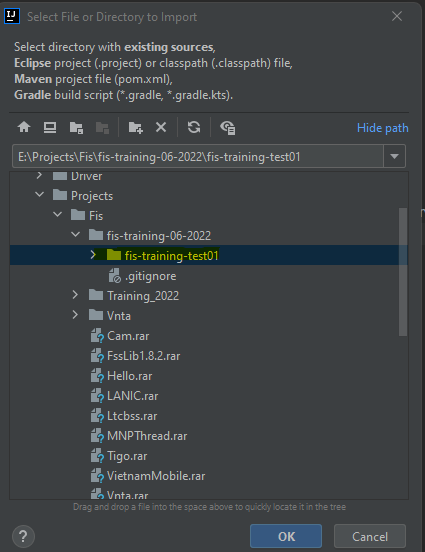 IJ
Select File or Directory to Import
Select directory with existing sources,
Eclipse project (.project) or classpath (.classpath) file,
Maven project file (pom.xml),
Gradle build script (*.gradle, *.gradle.kts).
Hide path
E:\Projects\Fis\fis-training-06-2022\fis-training-test01
Driver
Projects
Fis
fis-training-06-2022
fis-training-test01
.gitignore
Training_2022
Vnta
Cam.rar
FssLib1.8.2.rar
Hello.rar
LANIC.rar
Ltcbss.rar
MNPThread.rar
Tigo.rar
VietnamMobile.rar
Vnta.rar
Drag and drop a file into the space above to quickly locate it in the tree
? OK Cancel